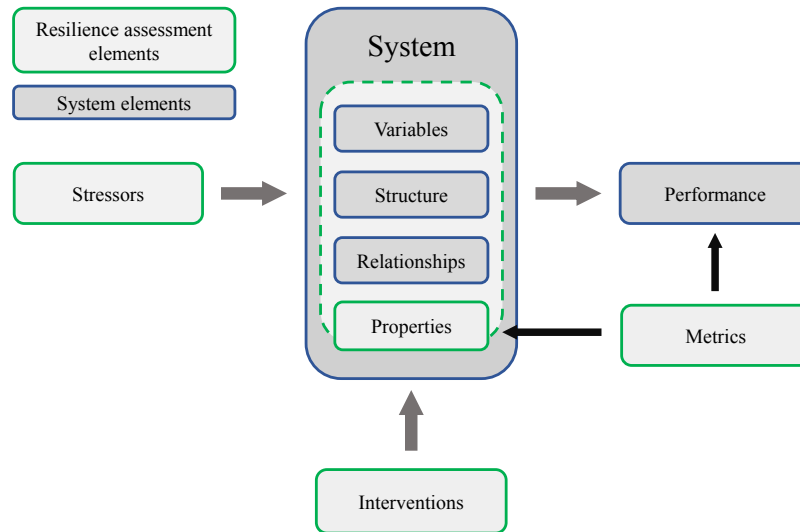 Resilience assessment
elements
System elements
Stressors
System
Variables
Structure
Relationships
Properties
Performance
Metrics
Interventions